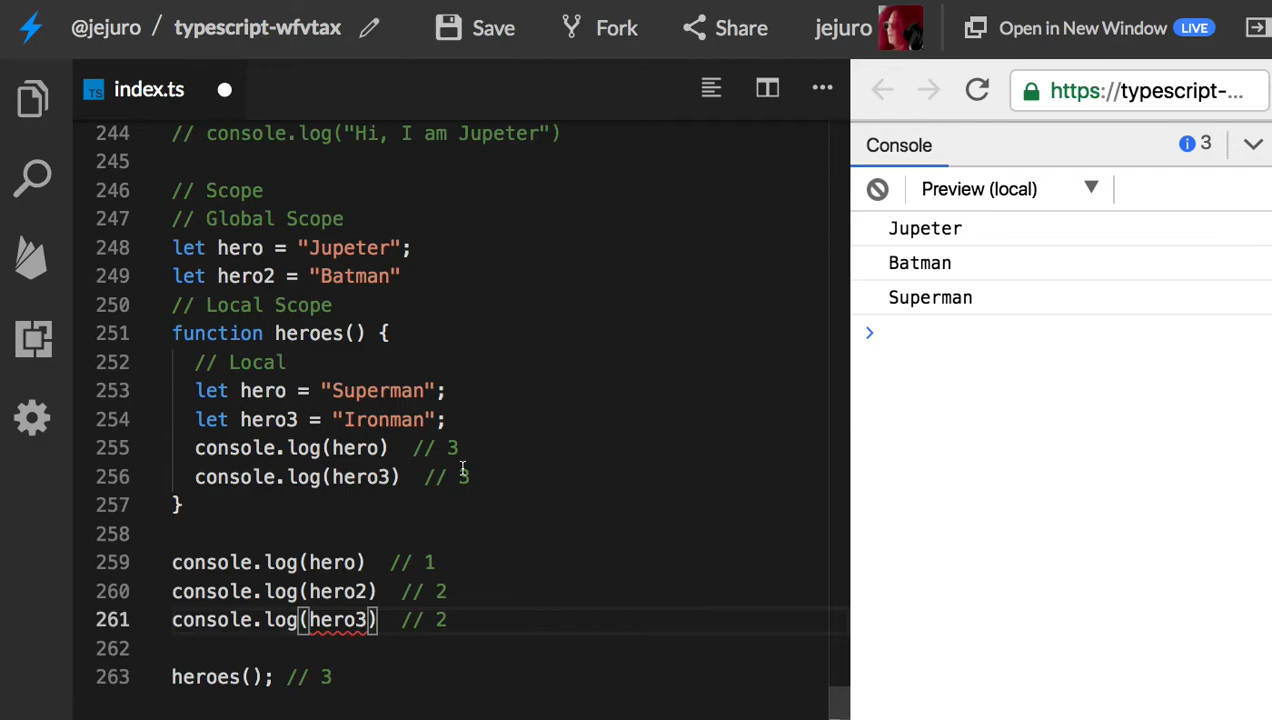 @jejuro / typescript-wfvtax Save Fork Share jejuro Open in New Window LIVE
TS index.ts
https://typescript-...
Console 3
Preview (local)
Jupeter
Batman
Superman
>
244 // console.log("Hi, I am Jupeter")
245
246 // Scope
247 // Global Scope
248 let hero = "Jupeter";
249 let hero2 = "Batman"
250 // Local Scope
251 function heroes() {
252 // Local
253 let hero = "Superman";
254 let hero3 = "Ironman";
255 console.log(hero) // 3
256 console.log(hero3) // 3
257 }
258
259 console.log(hero) // 1
260 console.log(hero2) // 2
261 console.log(hero3) // 2
262
263 heroes(); // 3